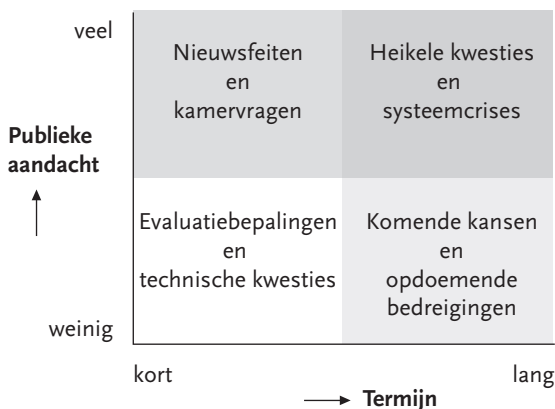 veel
Nieuwsfeiten
en
kamervragen
Heikele kwesties
en
systeemcrises
Publieke
aandacht
Evaluatiebepalingen
en
technische kwesties
Komende kansen
en
opdoemende
bedreigingen
weinig
kort
lang
Termijn